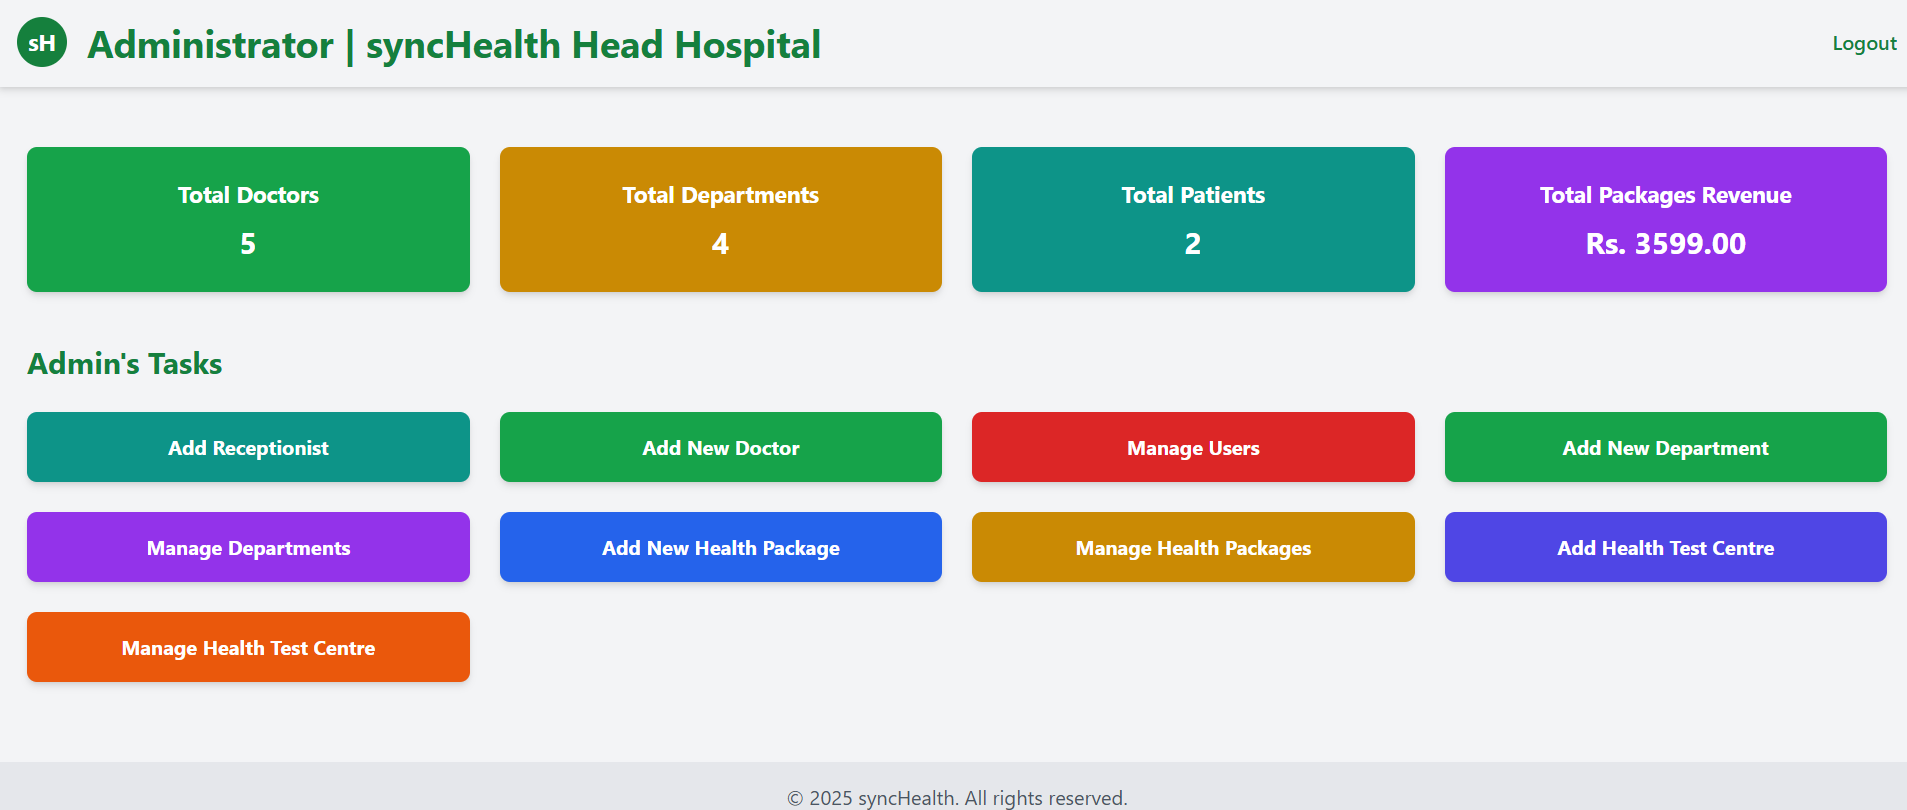 sH
Administrator | syncHealth Head Hospital
Logout
Total Doctors
5
Total Departments
4
Total Patients
2
Total Packages Revenue
Rs. 3599.00
Admin's Tasks
Add Receptionist
Add New Doctor
Manage Users
Add New Department
Manage Departments
Add New Health Package
Manage Health Packages
Add Health Test Centre
Manage Health Test Centre
© 2025 syncHealth. All rights reserved.